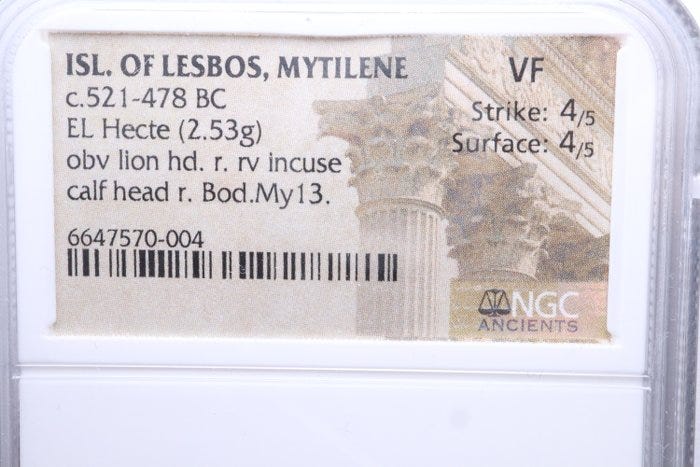 ISL. OF LESBOS, MYTILENE VF
c.521-478 BC Strike: 4/5
EL Hecte (2.53g) Surface: 4/5
obv lion hd. r. rv incuse
calf head r. Bod.My13.
6647570-004
NGC
ANCIENTS